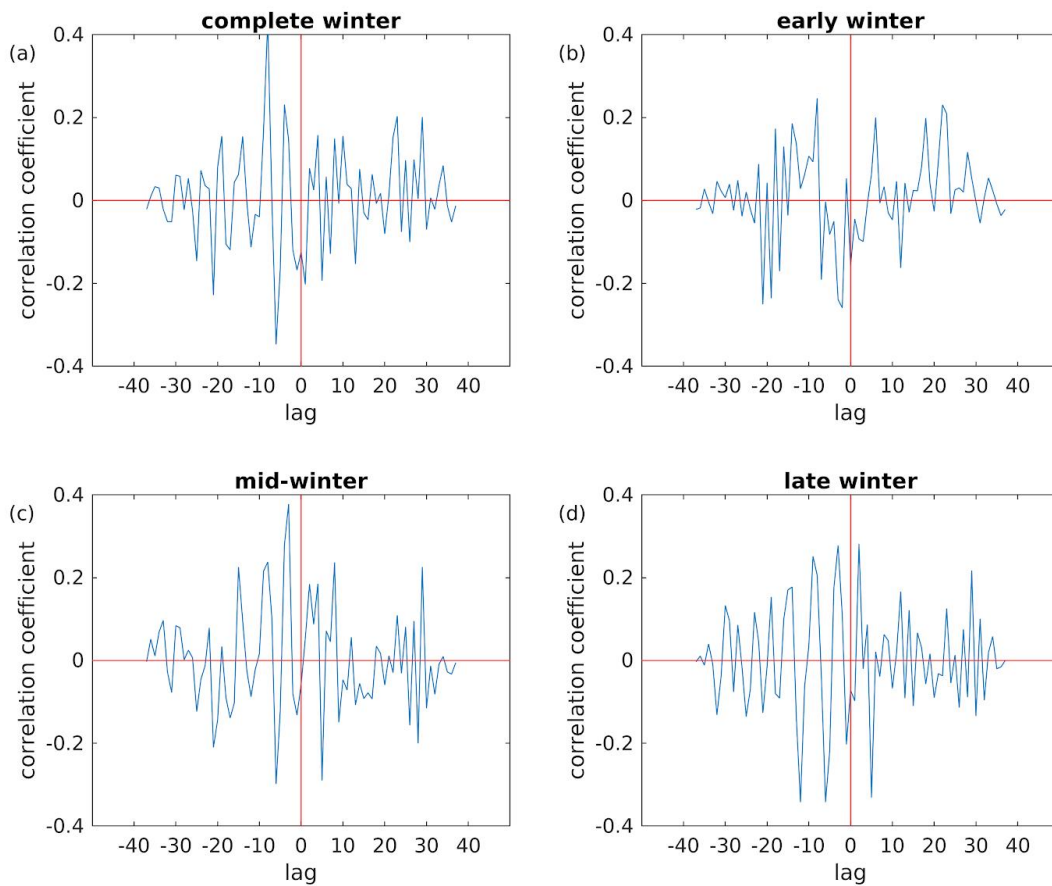 complete winter
(a)
correlation coefficient
0.4
0.2
0
-0.2
-0.4
-40 -30 -20 -10 0 10 20 30 40
lag
early winter
(b)
correlation coefficient
0.4
0.2
0
-0.2
-0.4
-40 -30 -20 -10 0 10 20 30 40
lag
mid-winter
(c)
correlation coefficient
0.4
0.2
0
-0.2
-0.4
-40 -30 -20 -10 0 10 20 30 40
lag
late winter
(d)
correlation coefficient
0.4
0.2
0
-0.2
-0.4
-40 -30 -20 -10 0 10 20 30 40
lag